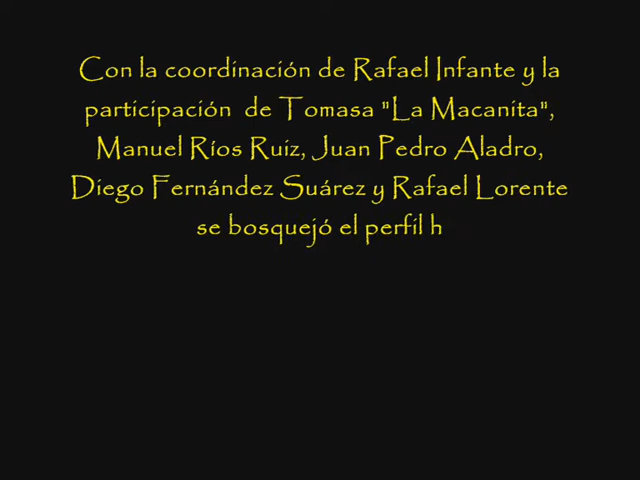 Con la coordinación de Rafael Infante y la
participación de Tomasa "La Macanita",
Manuel Ríos Ruiz, Juan Pedro Aladro,
Diego Fernández Suárez y Rafael Lorente
se bosquejó el perfil h